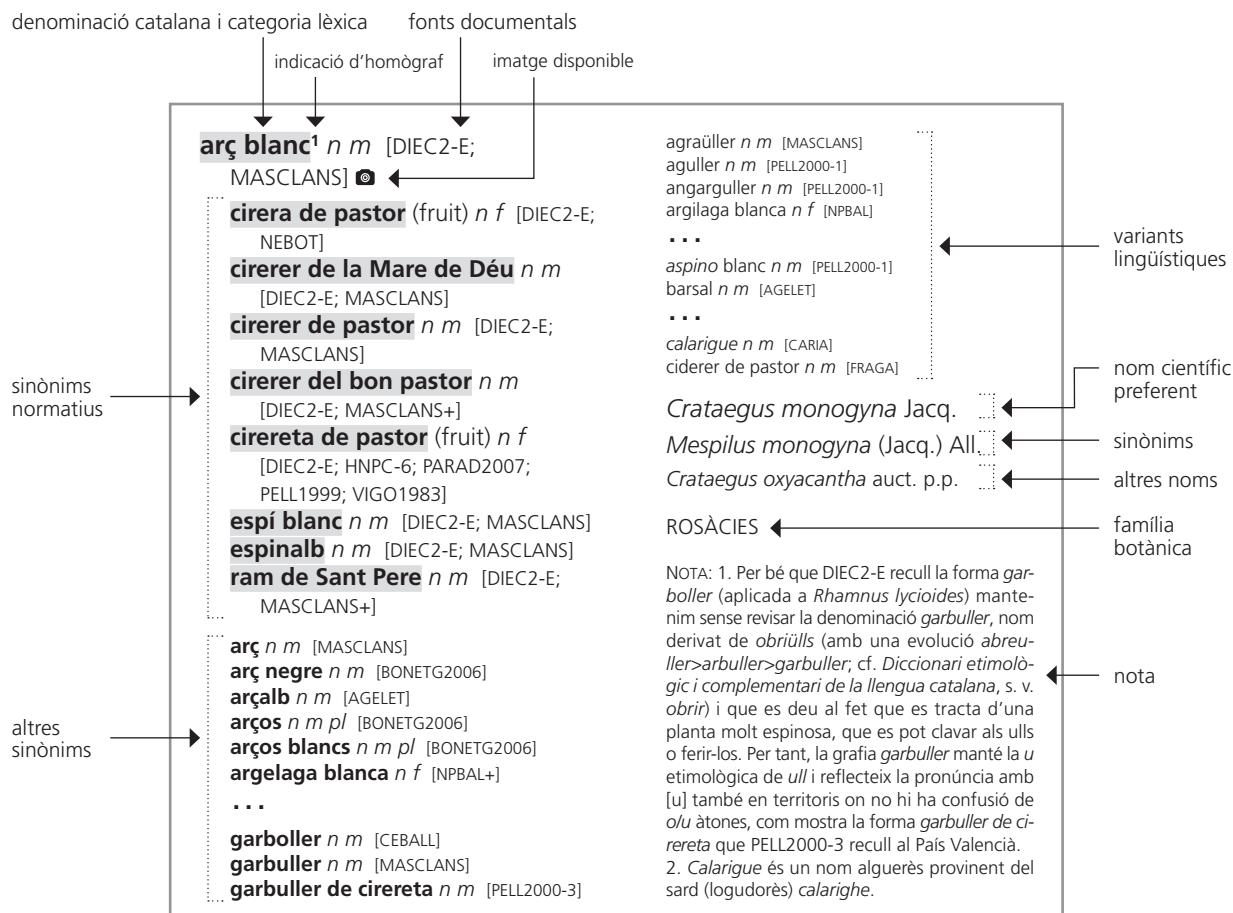 denominació catalana i categoria lèxica
fonts documentals
indicació d'homògraf
imatge disponible
arç blanc¹ n m [DIEC2-E;
MASCLANS]
cirera de pastor (fruit) n f [DIEC2-E;
NEBOT]
cirerer de la Mare de Déu n m
[DIEC2-E; MASCLANS]
cirerer de pastor n m [DIEC2-E;
MASCLANS]
cirerer del bon pastor n m
[DIEC2-E; MASCLANS+]
cirereta de pastor (fruit) n f
[DIEC2-E; HNPC-6; PARAD2007;
PELL1999; VIGO1983]
espí blanc n m [DIEC2-E; MASCLANS]
espinalb n m [DIEC2-E; MASCLANS]
ram de Sant Pere n m [DIEC2-E;
MASCLANS+]
sinònims
normatius
arç n m [MASCLANS]
arç negre n m [BONETG2006]
arçalb n m [AGELET]
arços n m pl [BONETG2006]
arços blancs n m pl [BONETG2006]
argelaga blanca n f [NPBAL+]
...
garboller n m [CEBALL]
garbuller n m [MASCLANS]
garbuller de cirereta n m [PELL2000-3]
altres
sinònims
agraüller n m [MASCLANS]
aguller n m [PELL2000-1]
angarguller n m [PELL2000-1]
argilaga blanca n f [NPBAL]
...
aspino blanc n m [PELL2000-1]
barsal n m [AGELET]
...
calarigue n m [CARIA]
ciderer de pastor n m [FRAGA]
variants
lingüístiques
Crataegus monogyna Jacq.
nom científic
preferent
Mespilus monogyna (Jacq.) All.
sinònims
Crataegus oxyacantha auct. p.p.
altres noms
ROSÀCIES
família
botànica
NOTA: 1. Per bé que DIEC2-E recull la forma gar-
boller (aplicada a Rhamnus lycioides) mante-
nim sense revisar la denominació garbuller, nom
derivat de obriülls (amb una evolució abreu-
ller>arbuller>garbuller; cf. Diccionari etimolò-
gic i complementari de la llengua catalana, s. v.
obrir) i que es deu al fet que es tracta d'una
planta molt espinosa, que es pot clavar als ulls
o ferir-los. Per tant, la grafia garbuller manté la u
etimològica de ull i reflecteix la pronúncia amb
[u] també en territoris on no hi ha confusió de
o/u àtones, com mostra la forma garbuller de ci-
rereta que PELL2000-3 recull al País Valencià.
2. Calarigue és un nom alguerès provinent del
sard (logudorès) calarighe.
nota